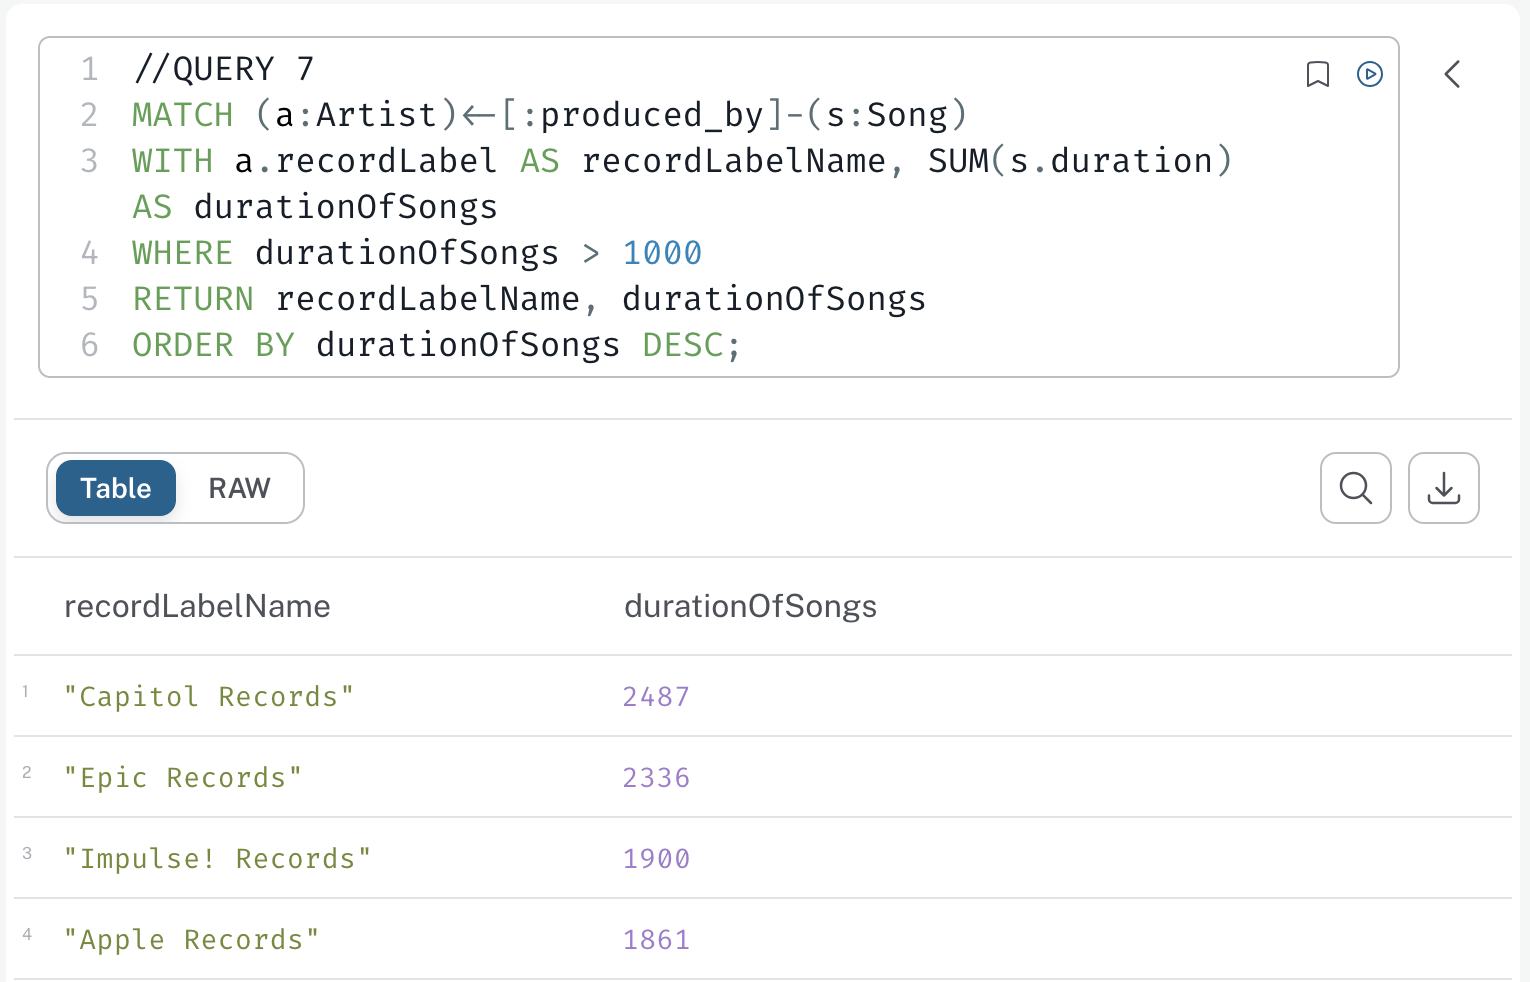 1 //QUERY 7
2 MATCH (a:Artist)<-[:produced_by]-(s:Song)
3 WITH a.recordLabel AS recordLabelName, SUM(s.duration)
AS durationOfSongs
4 WHERE durationOfSongs > 1000
5 RETURN recordLabelName, durationOfSongs
6 ORDER BY durationOfSongs DESC;
Table RAW
recordLabelName durationOfSongs
1 "Capitol Records" 2487
2 "Epic Records" 2336
3 "Impulse! Records" 1900
4 "Apple Records" 1861